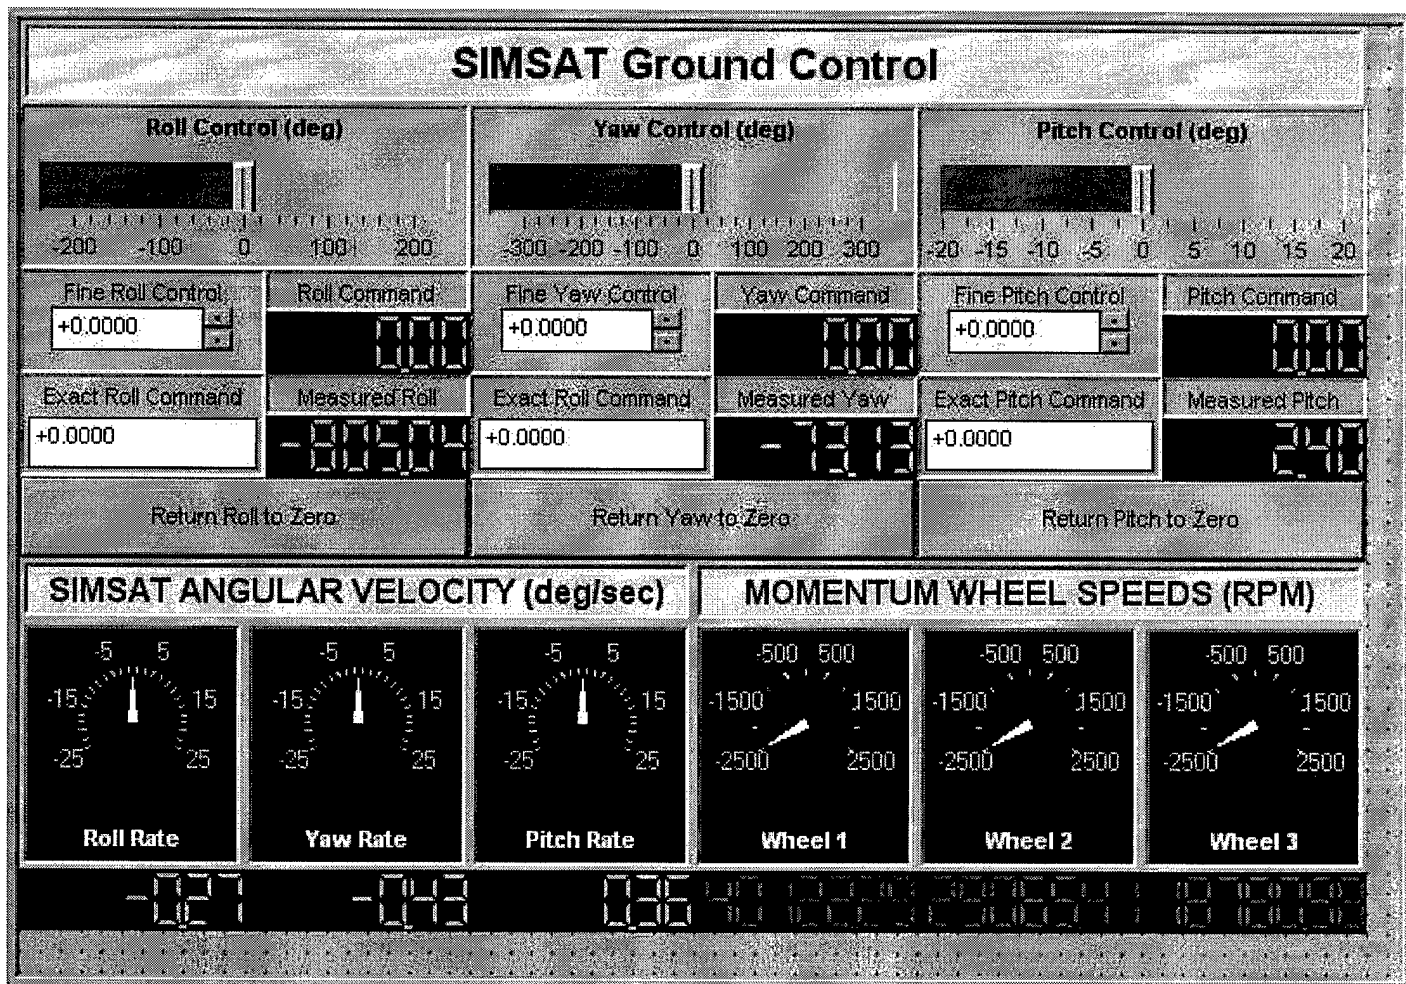 SIMSAT Ground Control
Roll Control (deg) Yaw Control (deg) Pitch Control (deg)
-200 -100 0 100 200 -300 -200 -100 0 100 200 300 -20 -15 -10 -5 0 5 10 15 20
Fine Roll Control Roll Command Fine Yaw Control Yaw Command Fine Pitch Control Pitch Command
+0.0000 0.00 +0.0000 0.00 +0.0000 0.00
Exact Roll Command Measured Roll Exact Roll Command Measured Yaw Exact Pitch Command Measured Pitch
+0.0000 -805.04 +0.0000 -73.13 +0.0000 2.40
Return Roll to Zero Return Yaw to Zero Return Pitch to Zero
SIMSAT ANGULAR VELOCITY (deg/sec) MOMENTUM WHEEL SPEEDS (RPM)
-5 5 -5 5 -5 5 -500 500 -500 500 -500 500
-15 15 -15 15 -15 15 -1500 1500 -1500 1500 -1500 1500
-25 25 -25 25 -25 25 -2500 2500 -2500 2500 -2500 2500
Roll Rate Yaw Rate Pitch Rate Wheel 1 Wheel 2 Wheel 3
-0.27 -0.43 0.36